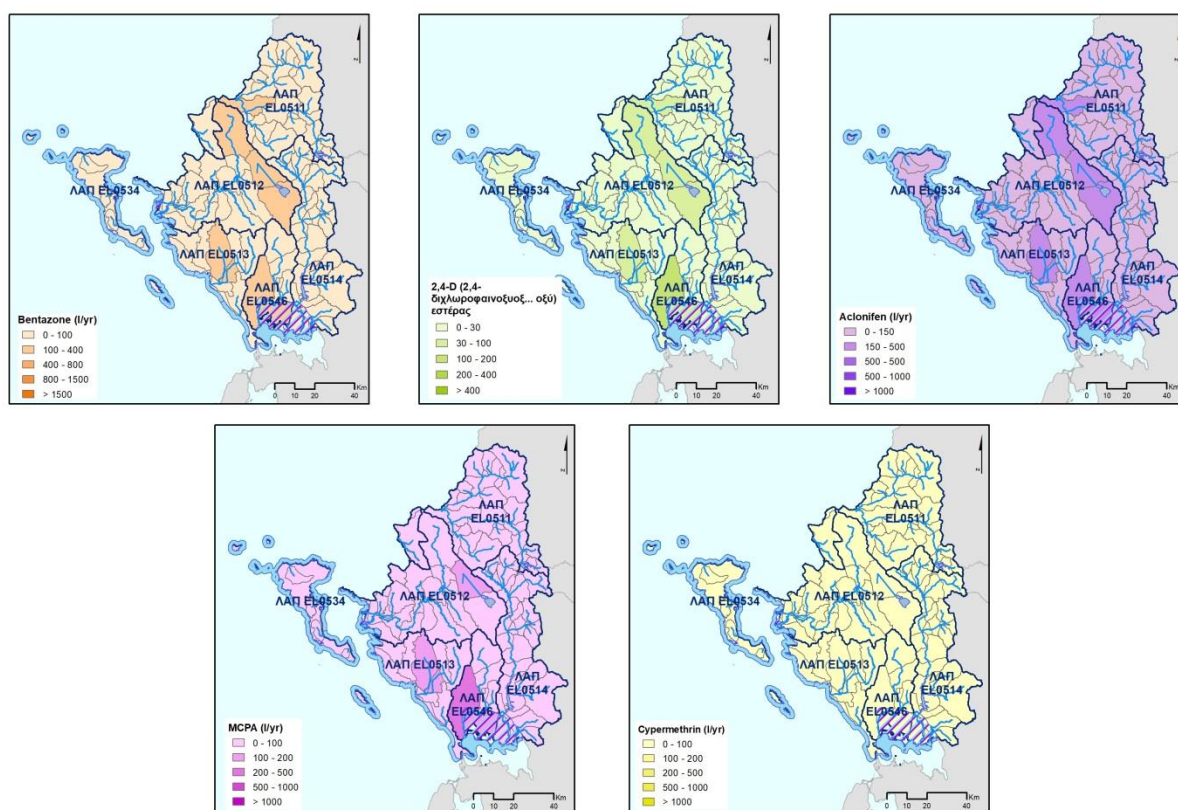 N
ΛΑΠ
EL0511
ΛΑΠ EL0534
ΛΑΠ EL0512
ΛΑΠ EL0513
ΛΑΠ
EL0514
ΛΑΠ
EL0546
Bentazone (l/yr)
0 - 100
100 - 400
400 - 800
800 - 1500
> 1500
Km
0 10 20 40
N
ΛΑΠ
EL0511
ΛΑΠ EL0534
ΛΑΠ EL0512
ΛΑΠ EL0513
ΛΑΠ
EL0514
ΛΑΠ
EL0546
2,4-D (2,4-
διχλωροφαινοξυοξ... οξύ)
εστέρας
0 - 30
30 - 100
100 - 200
200 - 400
> 400
Km
0 10 20 40
N
ΛΑΠ
EL0511
ΛΑΠ EL0534
ΛΑΠ EL0512
ΛΑΠ EL0513
ΛΑΠ
EL0514
ΛΑΠ
EL0546
Aclonifen (l/yr)
0 - 150
150 - 500
500 - 500
500 - 1000
> 1000
Km
0 10 20 40
N
ΛΑΠ
EL0511
ΛΑΠ EL0534
ΛΑΠ EL0512
ΛΑΠ EL0513
ΛΑΠ
EL0514
ΛΑΠ
EL0546
MCPA (l/yr)
0 - 100
100 - 200
200 - 500
500 - 1000
> 1000
Km
0 10 20 40
N
ΛΑΠ
EL0511
ΛΑΠ EL0534
ΛΑΠ EL0512
ΛΑΠ EL0513
ΛΑΠ
EL0514
ΛΑΠ
EL0546
Cypermethrin (l/yr)
0 - 100
100 - 200
200 - 500
500 - 1000
> 1000
Km
0 10 20 40